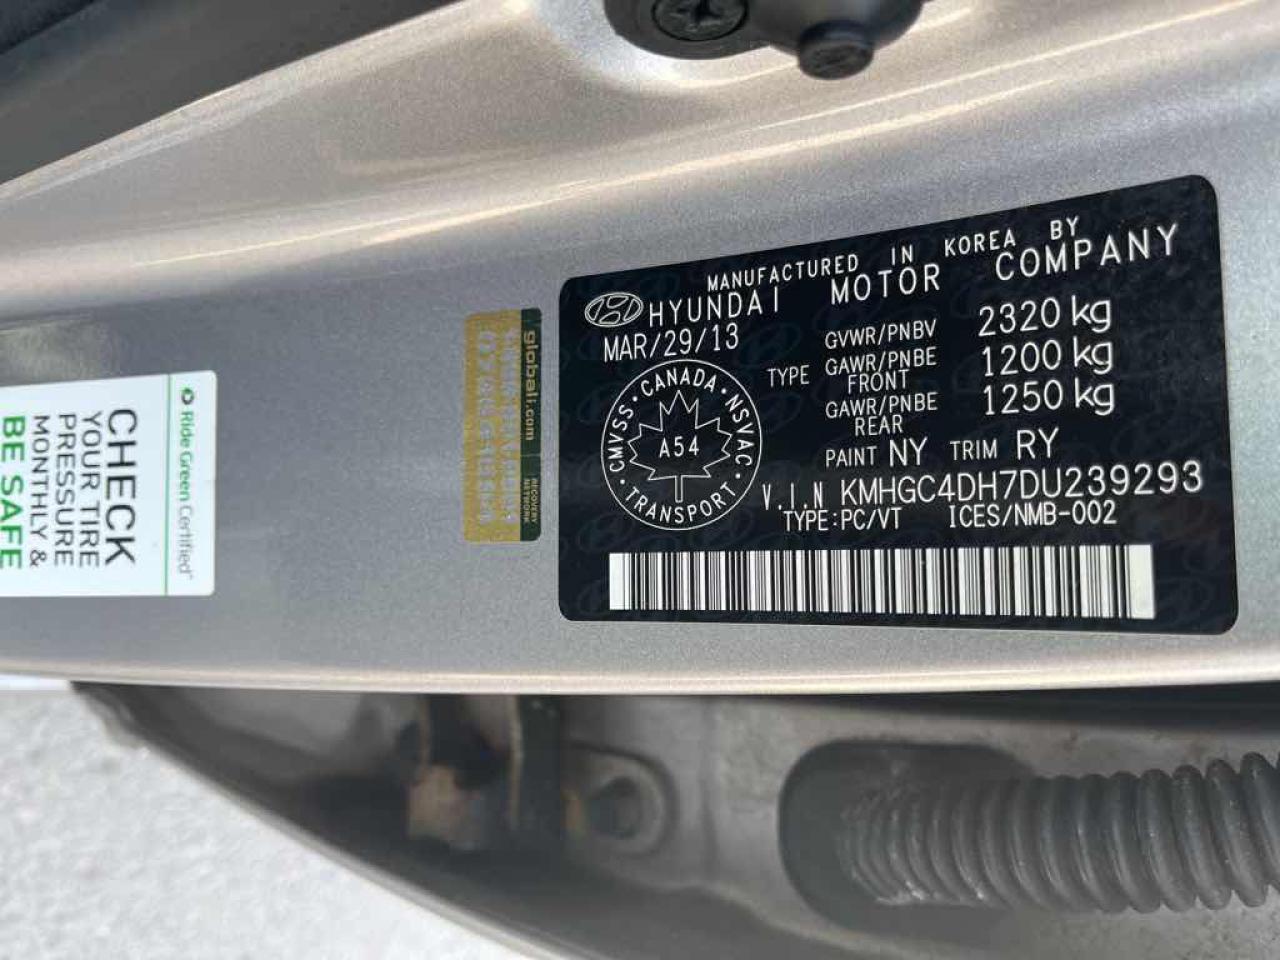 MANUFACTURED IN KOREA BY
HYUNDAI MOTOR COMPANY
MAR/29/13
GVWR/PNBV 2320 kg
TYPE GAWR/PNBE FRONT 1200 kg
GAWR/PNBE REAR 1250 kg
CMVSS · CANADA · NSVAC · TRANSPORT ·
A54
PAINT NY TRIM RY
V.I.N KMHGC4DH7DU239293
TYPE:PC/VT ICES/NMB-002
globali.com
RECOVERY NETWORK
Ride Green Certified
CHECK
YOUR TIRE
PRESSURE
MONTHLY &
BE SAFE